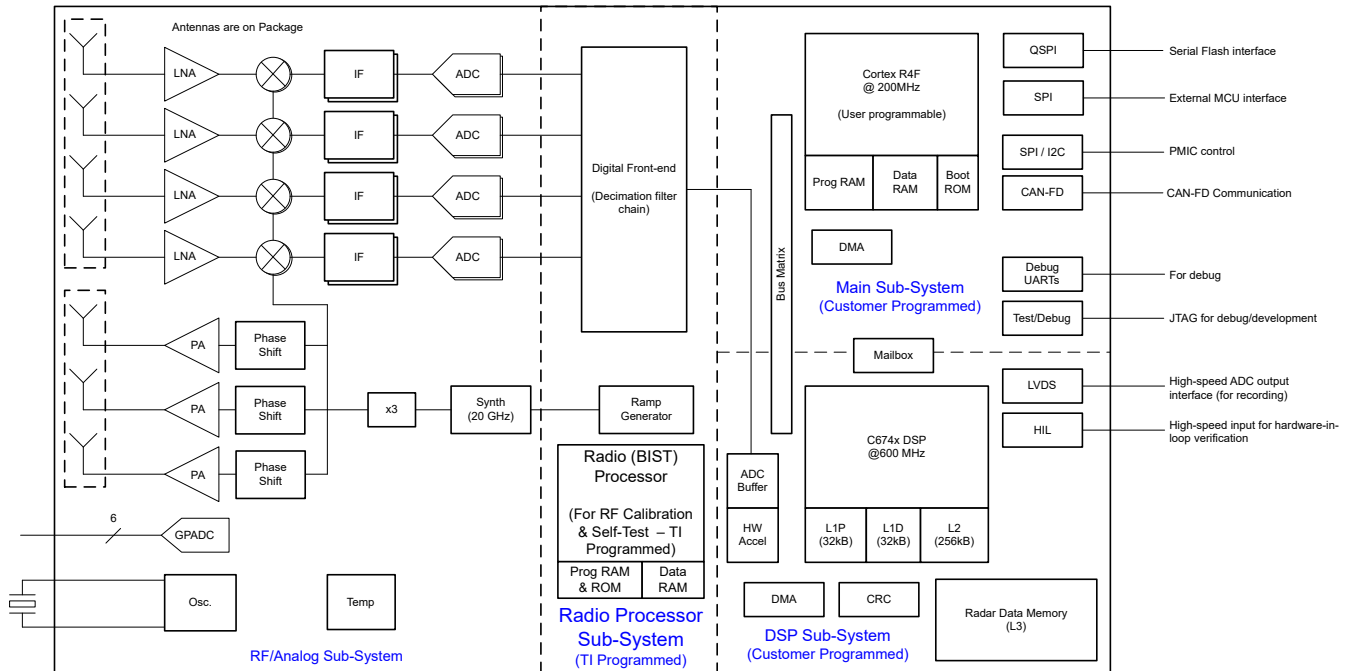 Antennas are on Package
LNA
IF
ADC
LNA
IF
ADC
LNA
IF
ADC
LNA
IF
ADC
PA
Phase
Shift
PA
Phase
Shift
PA
Phase
Shift
x3
Synth
(20 GHz)
6
GPADC
Osc.
Temp
RF/Analog Sub-System
Digital Front-end
(Decimation filter
chain)
Ramp
Generator
Radio (BIST)
Processor
(For RF Calibration
& Self-Test – TI
Programmed)
Prog RAM
& ROM
Data
RAM
Radio Processor
Sub-System
(TI Programmed)
Bus Matrix
Cortex R4F
@ 200MHz
(User programmable)
Prog RAM
Data
RAM
Boot
ROM
DMA
Main Sub-System
(Customer Programmed)
Mailbox
QSPI
Serial Flash interface
SPI
External MCU interface
SPI / I2C
PMIC control
CAN-FD
CAN-FD Communication
Debug
UARTs
For debug
Test/Debug
JTAG for debug/development
LVDS
High-speed ADC output
interface (for recording)
HIL
High-speed input for hardware-in-
loop verification
C674x DSP
@600 MHz
L1P
(32kB)
L1D
(32kB)
L2
(256kB)
ADC
Buffer
HW
Accel
DMA
CRC
Radar Data Memory
(L3)
DSP Sub-System
(Customer Programmed)